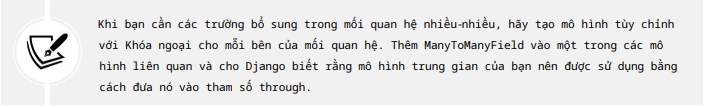 Khi bạn cần các trường bổ sung trong mối quan hệ nhiều-nhiều, hãy tạo mô hình tùy chỉnh
với Khóa ngoại cho mỗi bên của mối quan hệ. Thêm ManyToManyField vào một trong các mô
hình liên quan và cho Django biết rằng mô hình trung gian của bạn nên được sử dụng bằng
cách đưa nó vào tham số through.